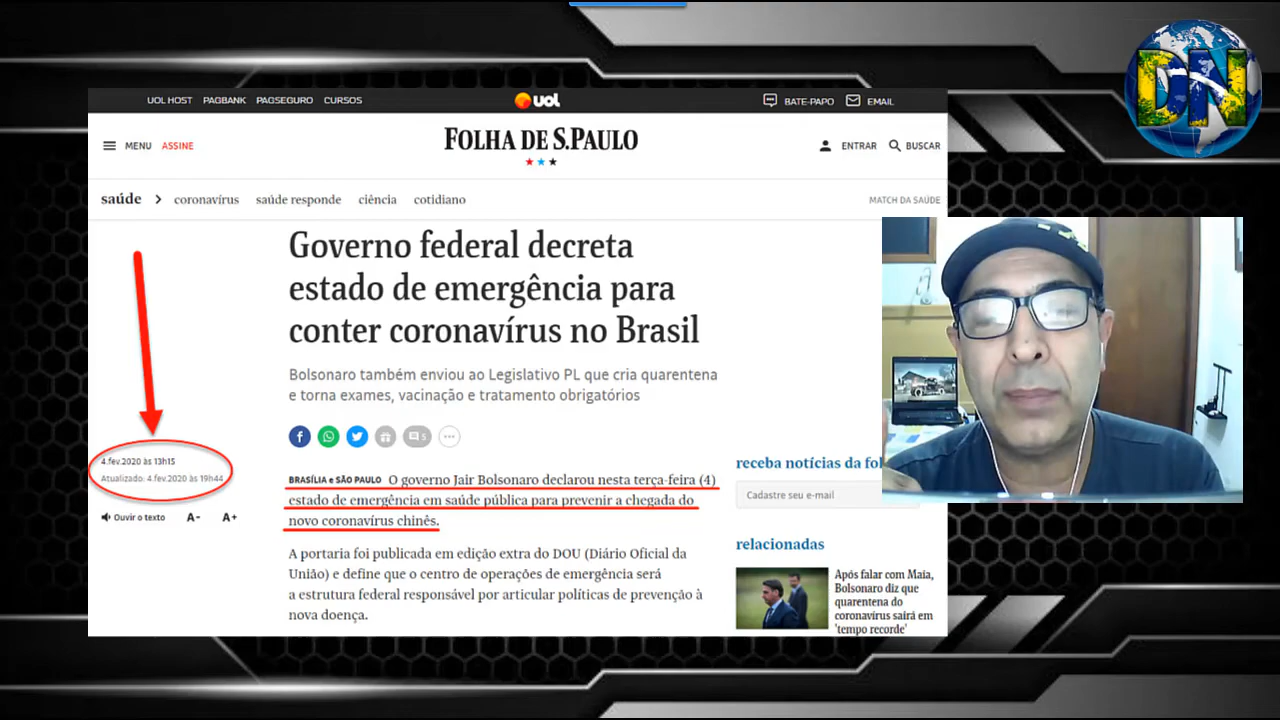 UOL HOST PAGBANK PAGSEGURO CURSOS UOL BATE-PAPO EMAIL
DN
MENU ASSINE FOLHA DE S.PAULO ENTRAR BUSCAR
saúde coronavírus saúde responde ciência cotidiano MATCH DA SAÚDE
Governo federal decreta
estado de emergência para
conter coronavírus no Brasil
Bolsonaro também enviou ao Legislativo PL que cria quarentena
e torna exames, vacinação e tratamento obrigatórios
5
4.fev.2020 às 13h15
Atualizado: 4.fev.2020 às 19h44
Ouvir o texto A- A+
BRASÍLIA e SÃO PAULO O governo Jair Bolsonaro declarou nesta terça-feira (4)
estado de emergência em saúde pública para prevenir a chegada do
novo coronavírus chinês.
A portaria foi publicada em edição extra do DOU (Diário Oficial da
União) e define que o centro de operações de emergência será
a estrutura federal responsável por articular políticas de prevenção à
nova doença.
receba notícias da fol
Cadastre seu e-mail
relacionadas
Após falar com Maia,
Bolsonaro diz que
quarentena do
coronavírus sairá em
'tempo recorde'